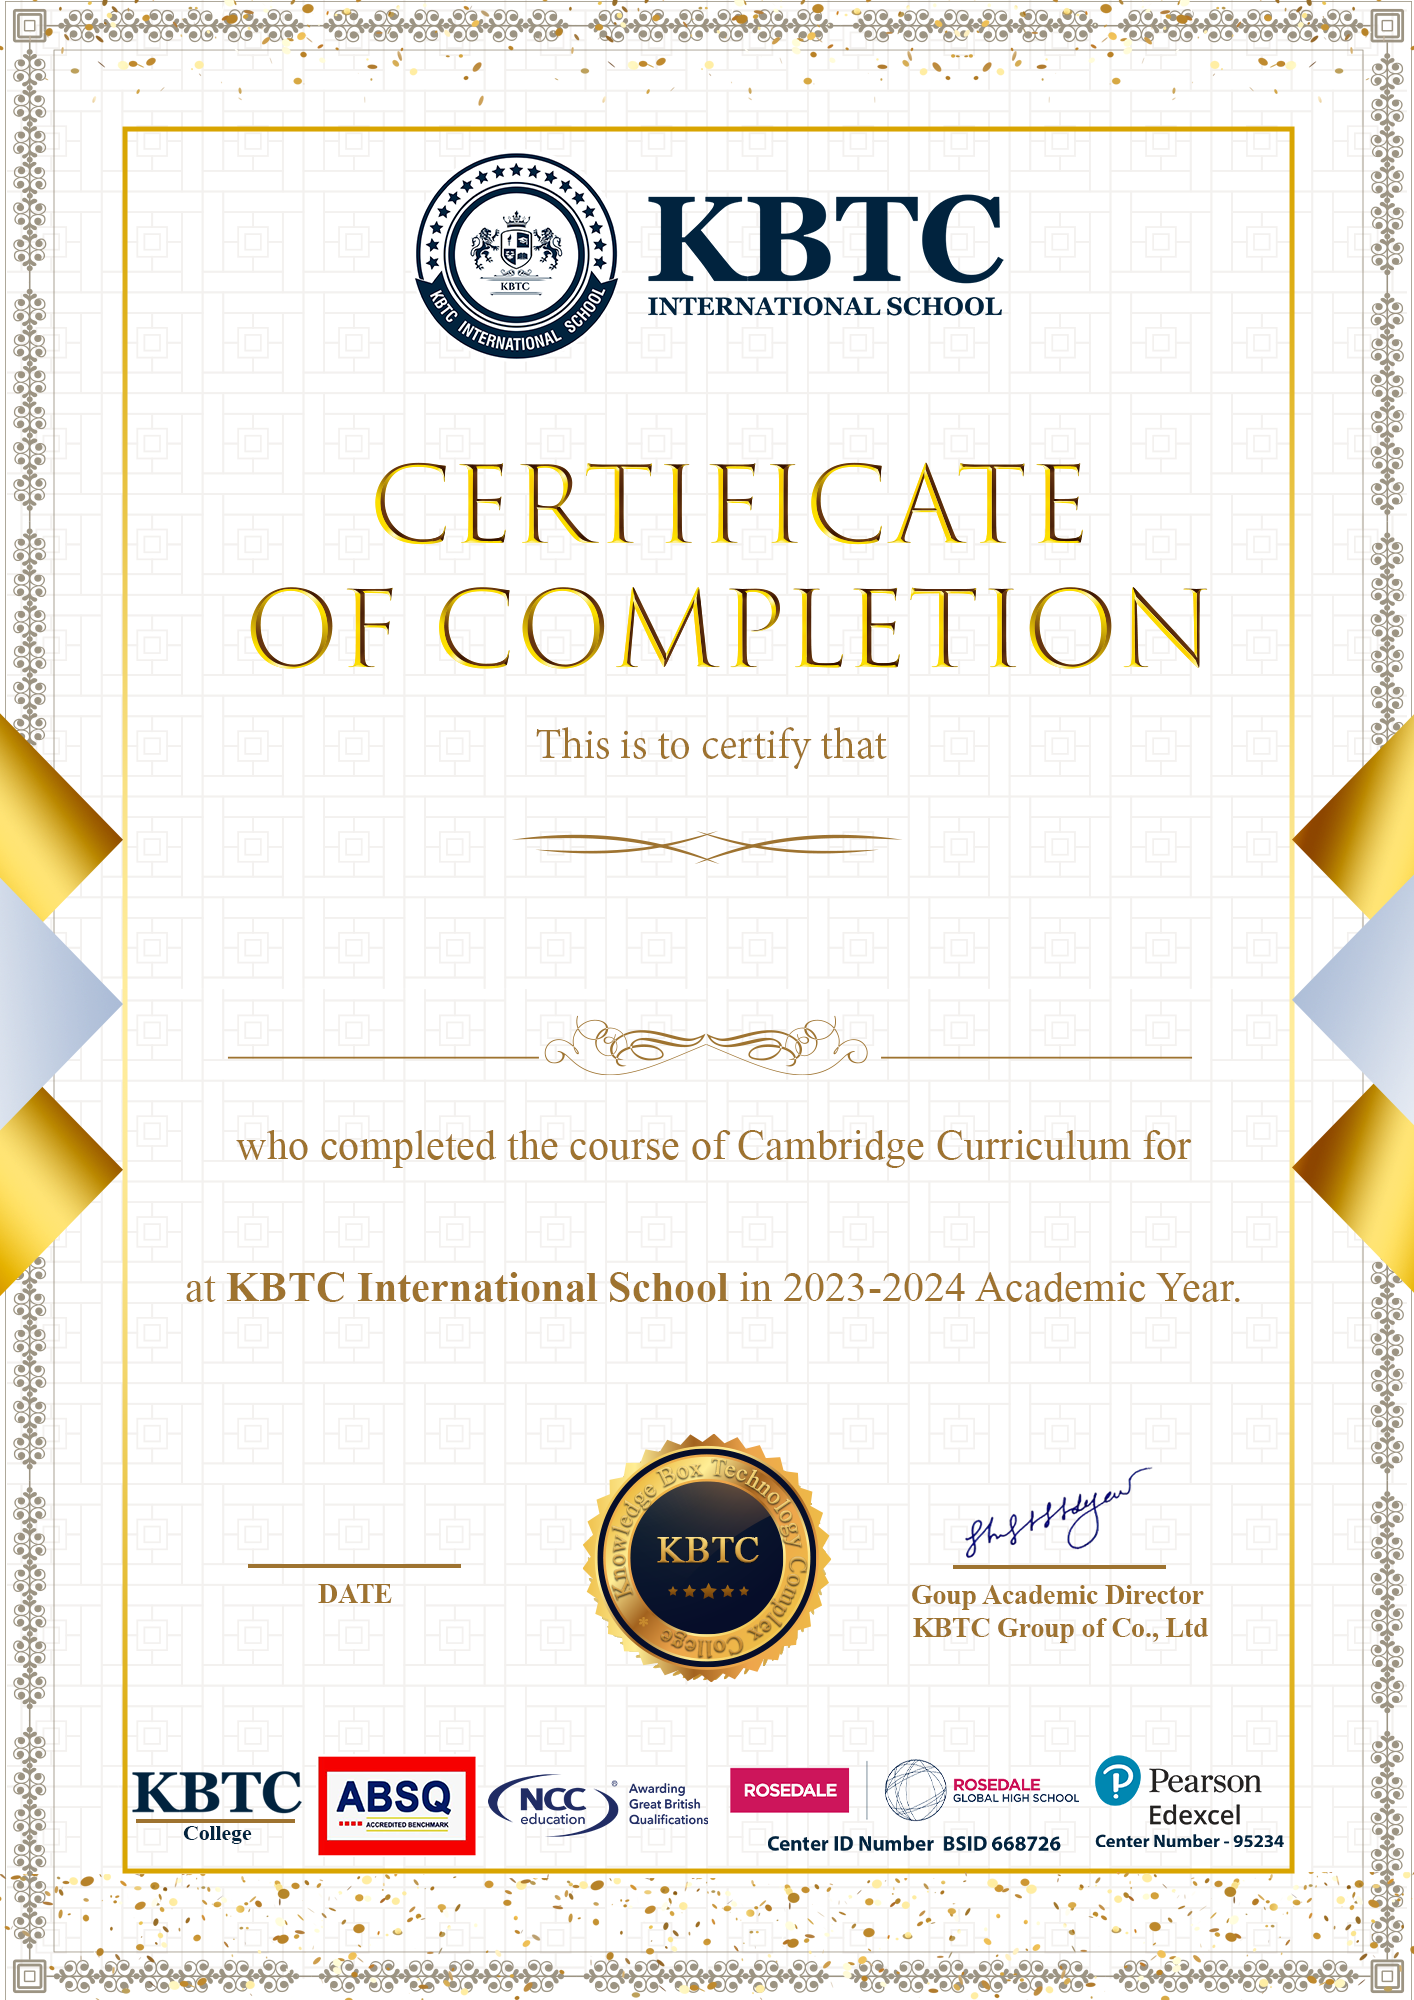 KBTC
KBTC INTERNATIONAL SCHOOL
KBTC
INTERNATIONAL SCHOOL
CERTIFICATE
OF COMPLETION
This is to certify that
who completed the course of Cambridge Curriculum for
at KBTC International School in 2023-2024 Academic Year.
Knowledge Box Technology Complex College
KBTC
DATE
Goup Academic Director
KBTC Group of Co., Ltd
KBTC
College
ABSQ
ACCREDITED BENCHMARK
NCC
education
®
Awarding
Great British
Qualifications
ROSEDALE
ROSEDALE
GLOBAL HIGH SCHOOL
Center ID Number BSID 668726
P
Pearson
Edexcel
Center Number - 95234